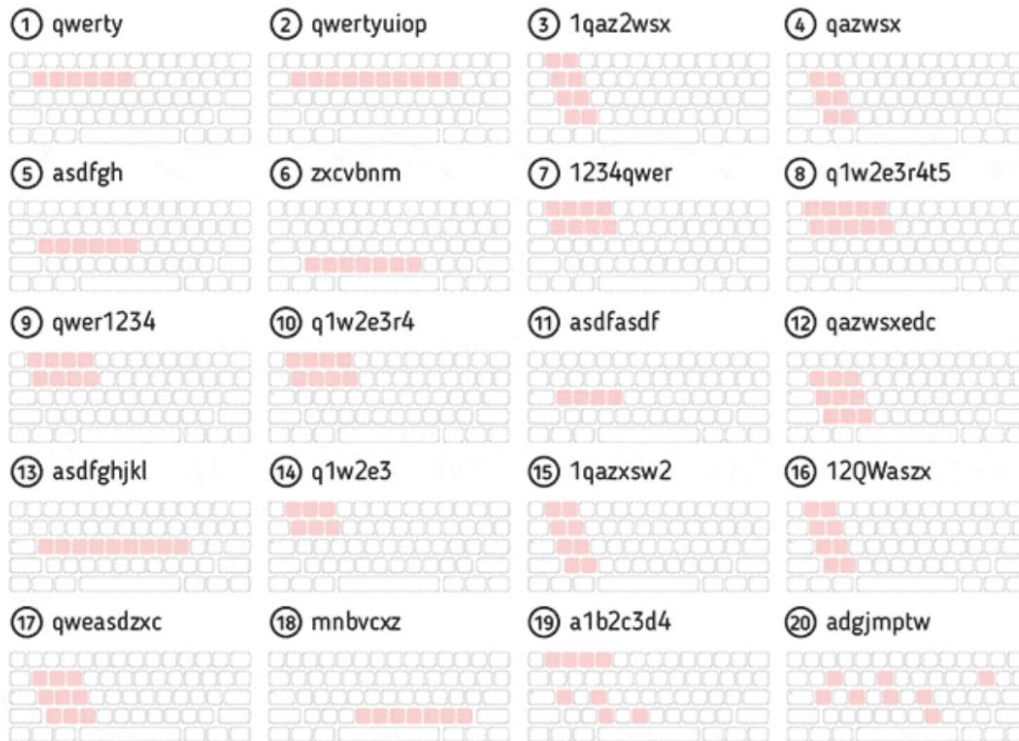 1 qwerty
2 qwertyuiop
3 1qaz2wsx
4 qazwsx
5 asdfgh
6 zxcvbnm
7 1234qwer
8 q1w2e3r4t5
9 qwer1234
10 q1w2e3r4
11 asdfasdf
12 qazwsxedc
13 asdfghjkl
14 q1w2e3
15 1qazxsw2
16 12QWaszx
17 qweasdzxc
18 mnbvcxz
19 a1b2c3d4
20 adgjmptw